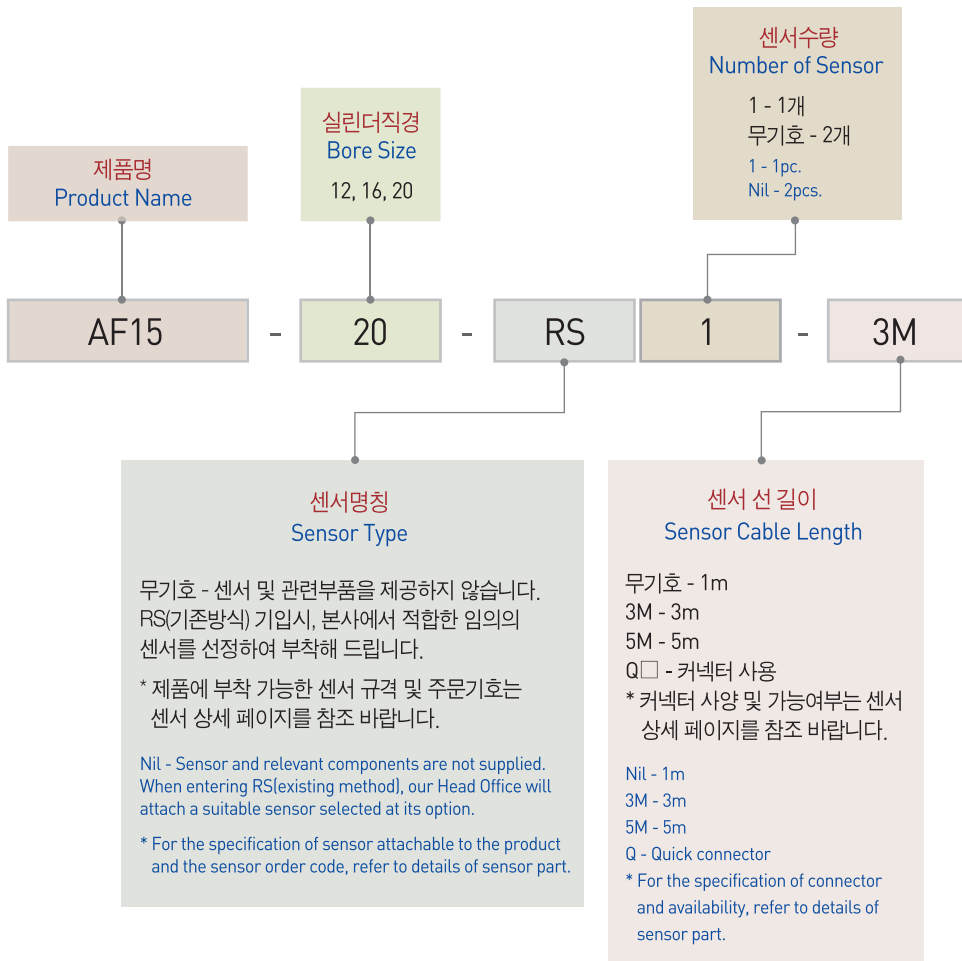 센서수량
Number of Sensor
1 - 1개
무기호 - 2개
1 - 1pc.
Nil - 2pcs.
실린더직경
Bore Size
12, 16, 20
제품명
Product Name
AF15 - 20 - RS 1 - 3M
센서명칭
Sensor Type
무기호 - 센서 및 관련부품을 제공하지 않습니다.
RS(기존방식) 기입시, 본사에서 적합한 임의의
센서를 선정하여 부착해 드립니다.
* 제품에 부착 가능한 센서 규격 및 주문기호는
센서 상세 페이지를 참조 바랍니다.
Nil - Sensor and relevant components are not supplied.
When entering RS(existing method), our Head Office will
attach a suitable sensor selected at its option.
* For the specification of sensor attachable to the product
and the sensor order code, refer to details of sensor part.
센서 선 길이
Sensor Cable Length
무기호 - 1m
3M - 3m
5M - 5m
Q□ - 커넥터 사용
* 커넥터 사양 및 가능여부는 센서
상세 페이지를 참조 바랍니다.
Nil - 1m
3M - 3m
5M - 5m
Q - Quick connector
* For the specification of connector
and availability, refer to details of
sensor part.